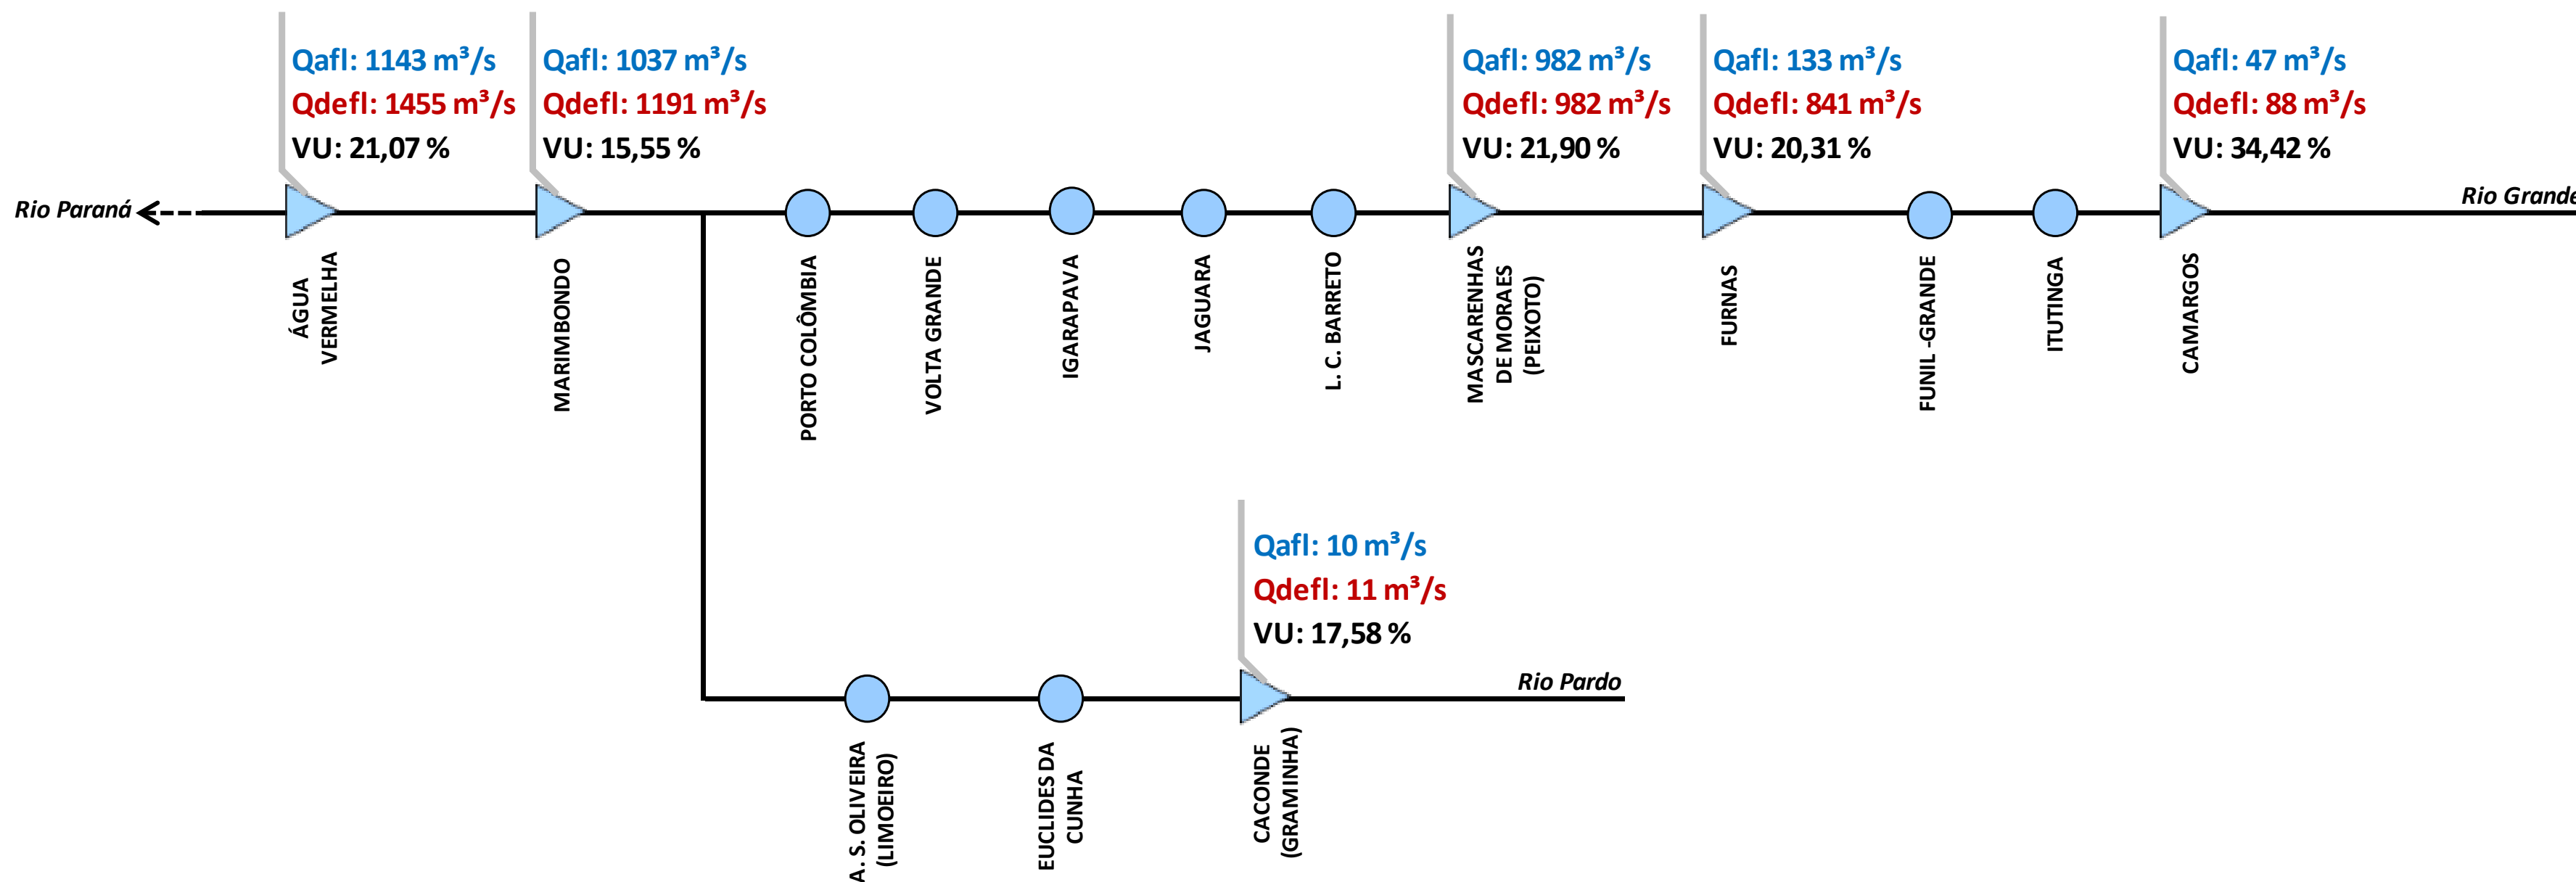 Qafl: 1143 m³/s
Qdefl: 1455 m³/s
VU: 21,07 %
Qafl: 1037 m³/s
Qdefl: 1191 m³/s
VU: 15,55 %
Qafl: 982 m³/s
Qdefl: 982 m³/s
VU: 21,90 %
Qafl: 133 m³/s
Qdefl: 841 m³/s
VU: 20,31 %
Qafl: 47 m³/s
Qdefl: 88 m³/s
VU: 34,42 %
Rio Paraná
Rio Grande
ÁGUA
VERMELHA
MARIMBONDO
PORTO COLÔMBIA
VOLTA GRANDE
IGARAPAVA
JAGUARA
L. C. BARRETO
MASCARENHAS
DE MORAES
(PEIXOTO)
FURNAS
FUNIL -GRANDE
ITUTINGA
CAMARGOS
Qafl: 10 m³/s
Qdefl: 11 m³/s
VU: 17,58 %
Rio Pardo
A. S. OLIVEIRA
(LIMOEIRO)
EUCLIDES DA
CUNHA
CACONDE
(GRAMINHA)